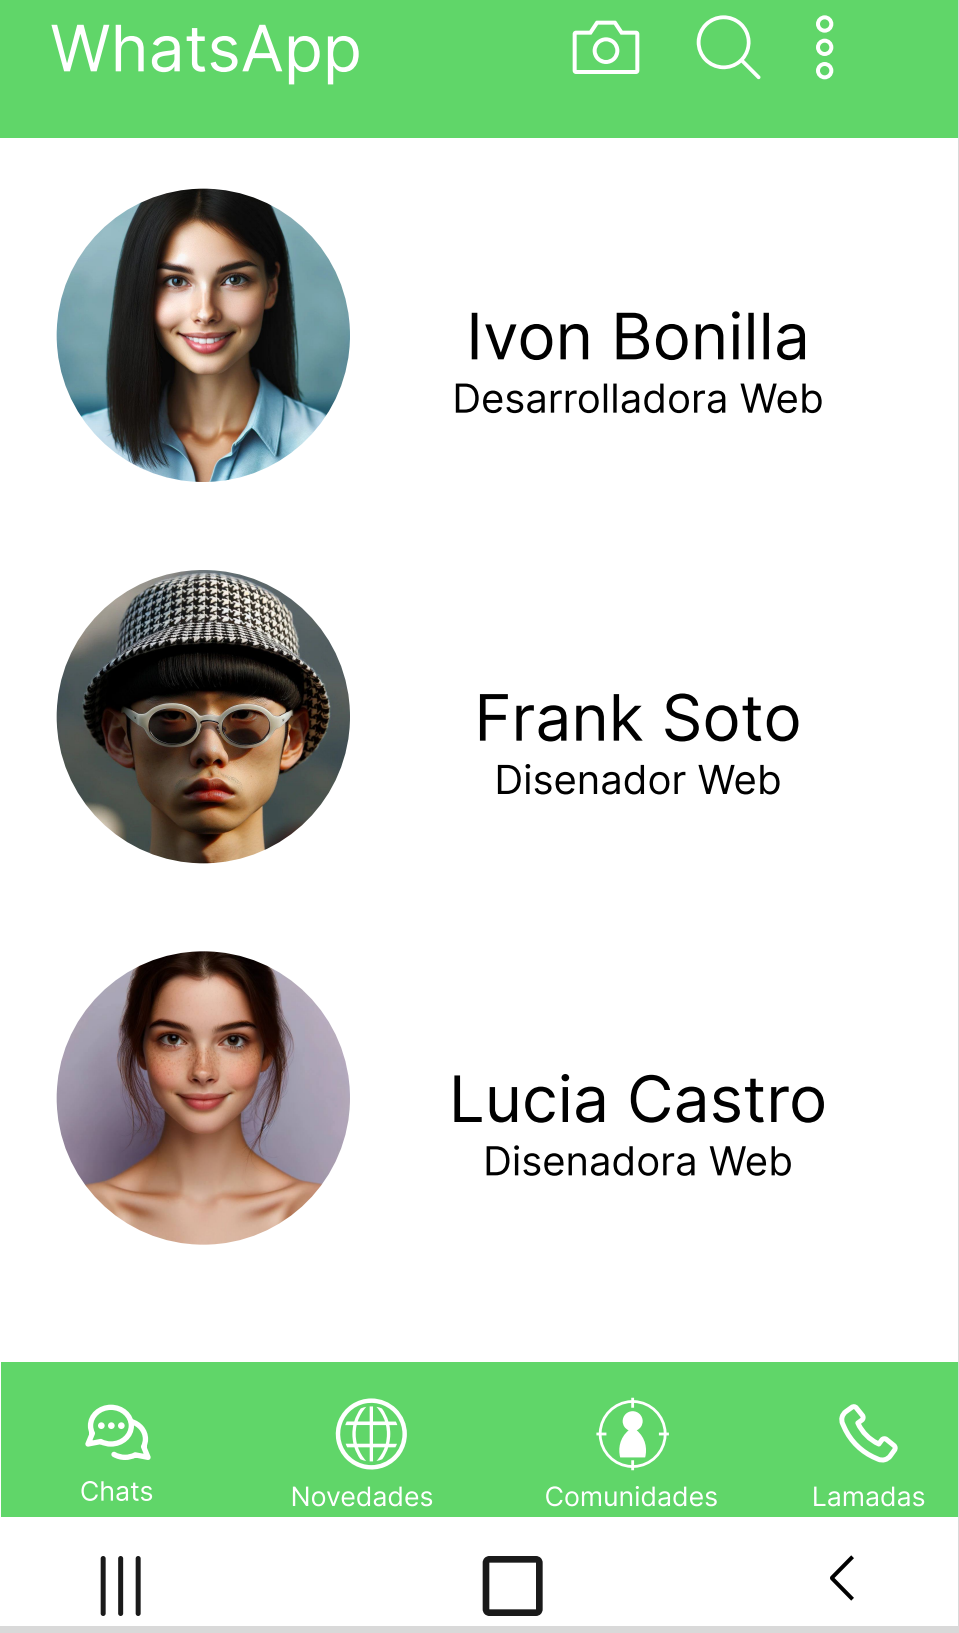 WhatsApp
Ivon Bonilla
Desarrolladora Web
Frank Soto
Disenador Web
Lucia Castro
Disenadora Web
Chats
Novedades
Comunidades
Lamadas